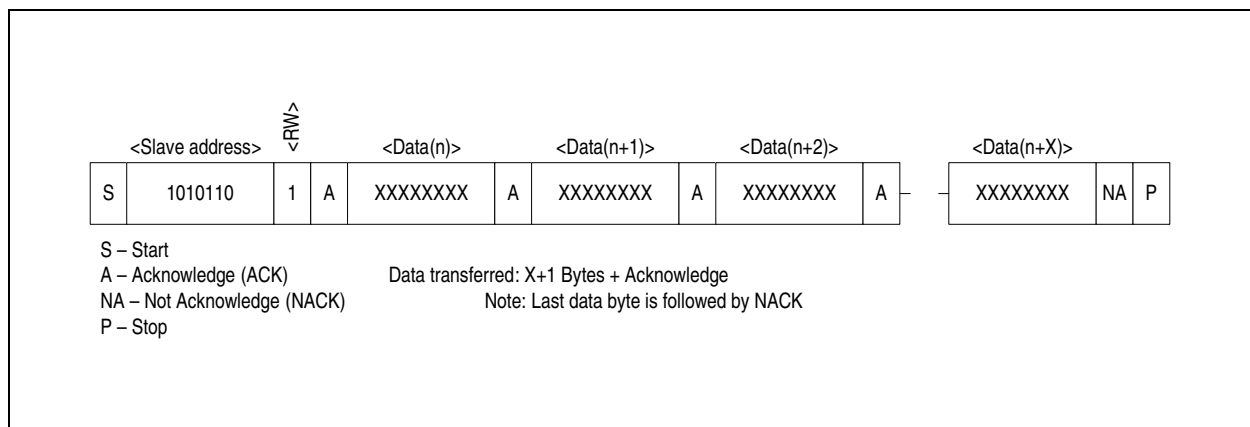 <RW>
<Slave address> <Data(n)> <Data(n+1)> <Data(n+2)> <Data(n+X)>
S 1010110 1 A XXXXXXXX A XXXXXXXX A XXXXXXXX A XXXXXXXX NA P
S – Start
A – Acknowledge (ACK) Data transferred: X+1 Bytes + Acknowledge
NA – Not Acknowledge (NACK) Note: Last data byte is followed by NACK
P – Stop